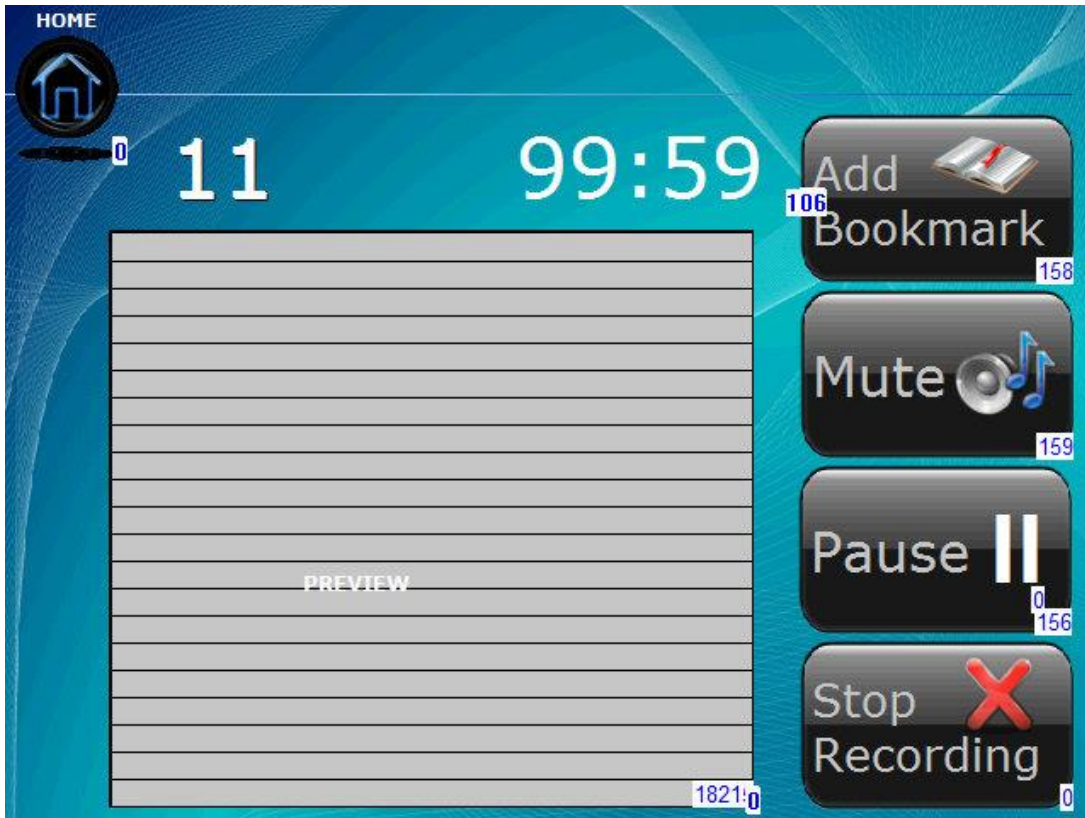 HOME
0
11
99:59
Add
106
Bookmark
158
Mute
159
Pause
0
156
PREVIEW
Stop
Recording
0
0